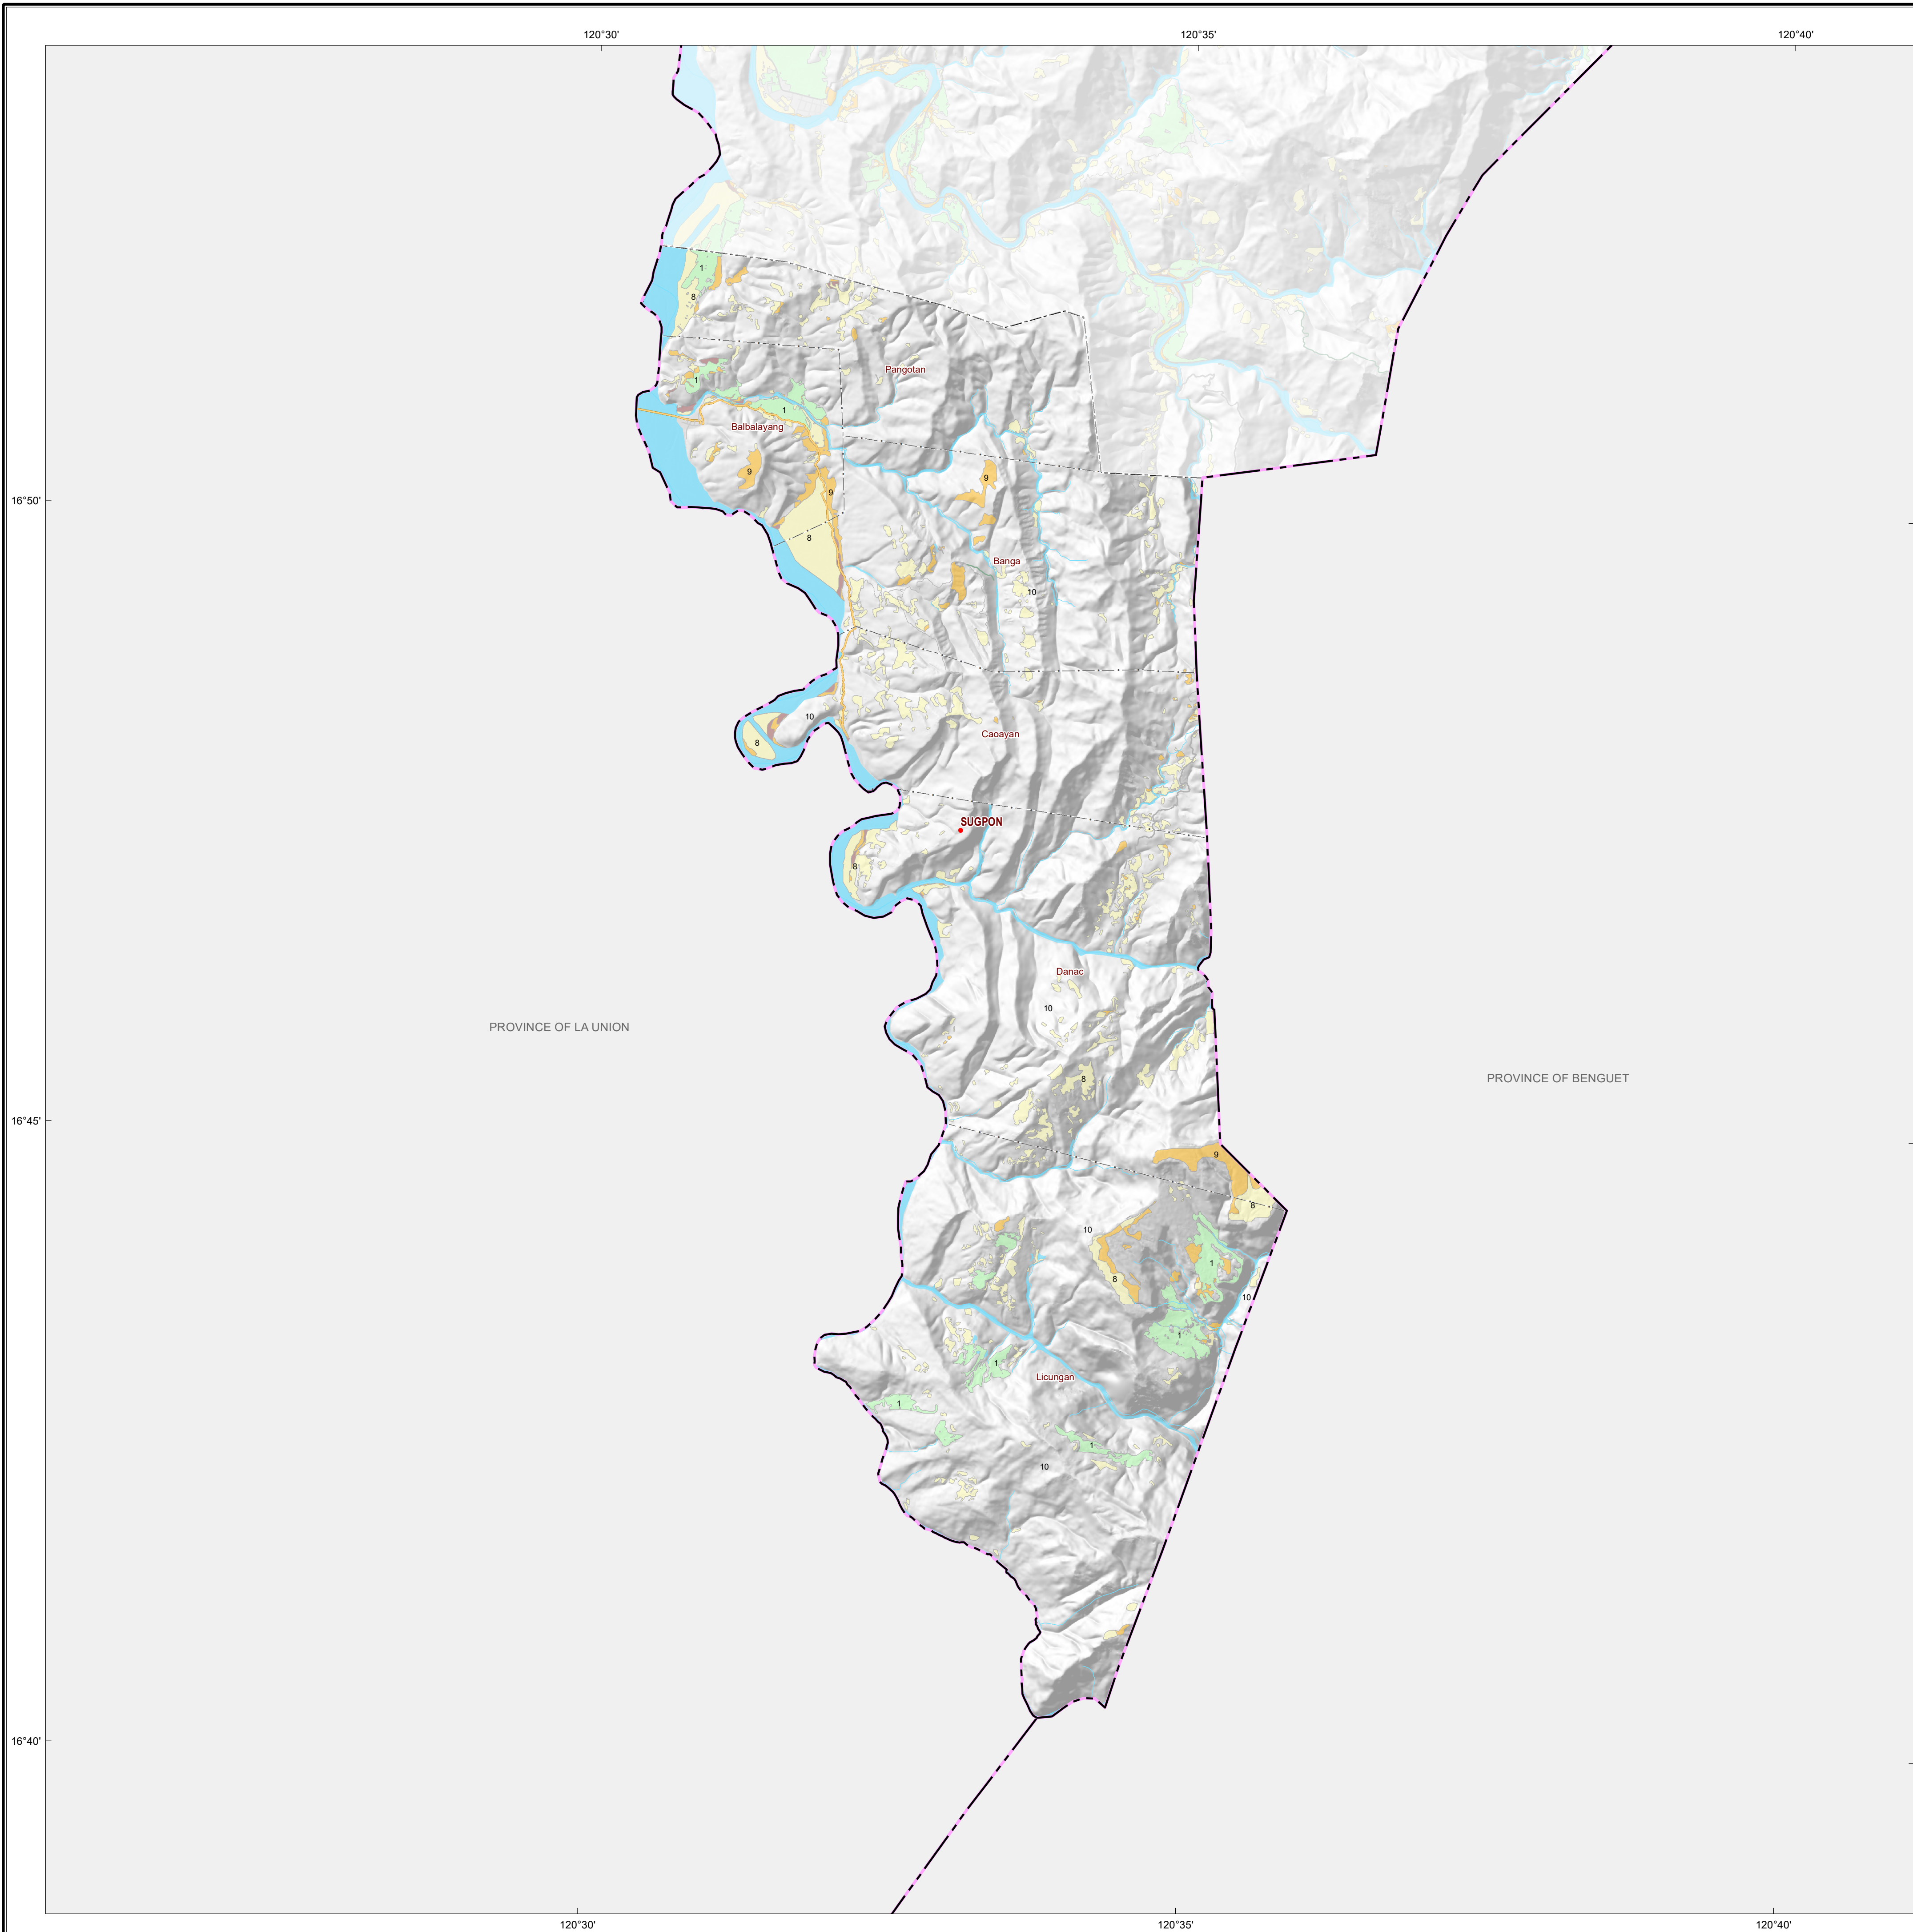 120°30' 120°35' 120°40'
1
8
Pangotan
1
1
Balbalayang
9
9
9
16°50'
8
Banga
10
10
Caoayan
8
SUGPON
8
Danac
10
PROVINCE OF LA UNION
PROVINCE OF BENGUET
8
16°45'
9
8
10
1
8
10
1
1
Licungan
1
1
10
16°40'
120°30' 120°35' 120°40'